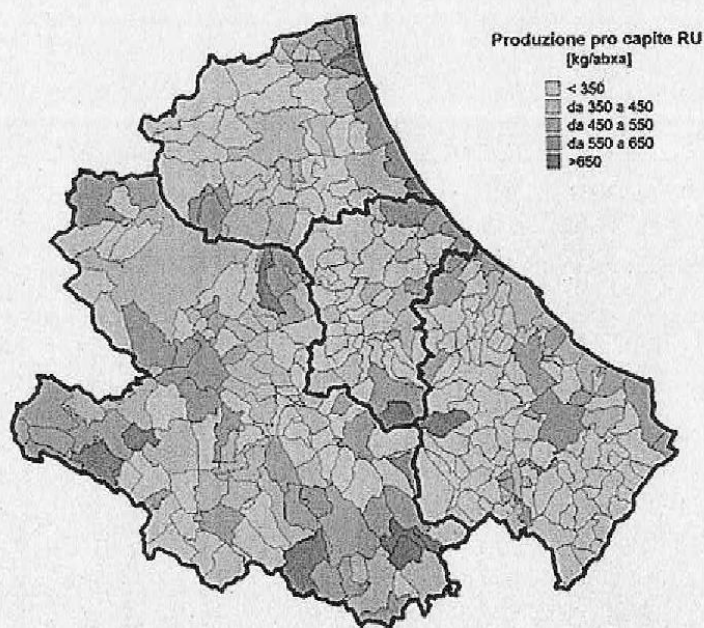 Produzione pro capite RU
[kg/abxa]
< 350
da 350 a 450
da 450 a 550
da 550 a 650
>650